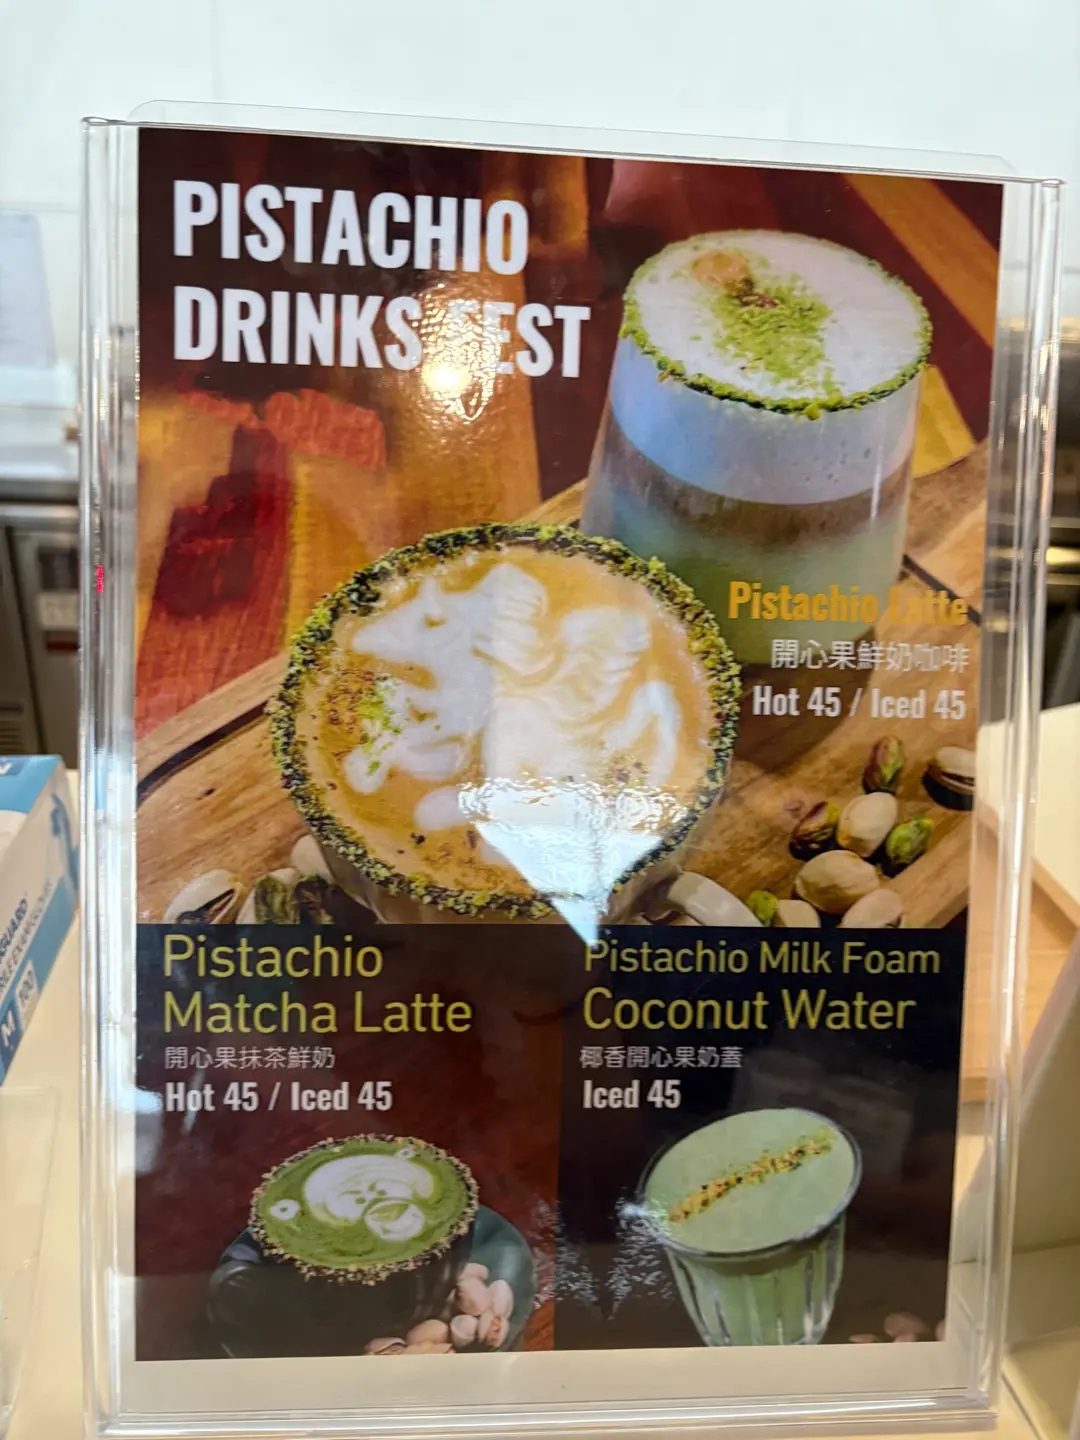 PISTACHIO
DRINKS FEST
Pistachio Latte
開心果鮮奶咖啡
Hot 45 / Iced 45
Pistachio
Matcha Latte
開心果抹茶鮮奶
Hot 45 / Iced 45
Pistachio Milk Foam
Coconut Water
椰香開心果奶蓋
Iced 45
GUARD
M
100